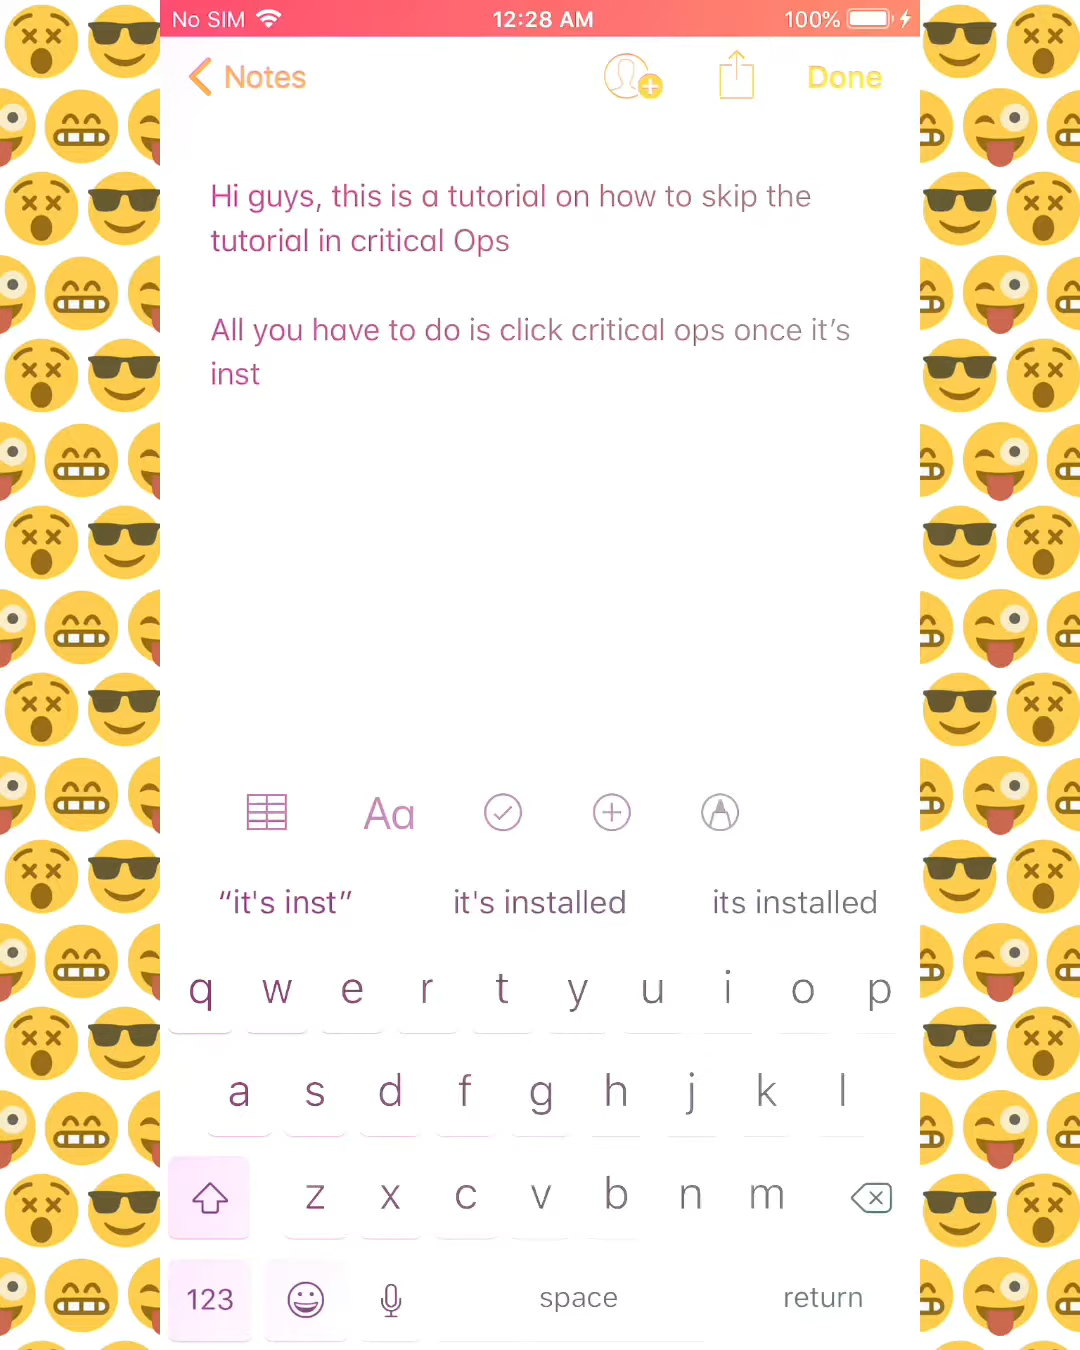 No SIM 12:28 AM 100%
Notes Done
Hi guys, this is a tutorial on how to skip the
tutorial in critical Ops
All you have to do is click critical ops once it’s
inst
Aa
“it's inst” it's installed its installed
q w e r t y u i o p
a s d f g h j k l
z x c v b n m
123 space return